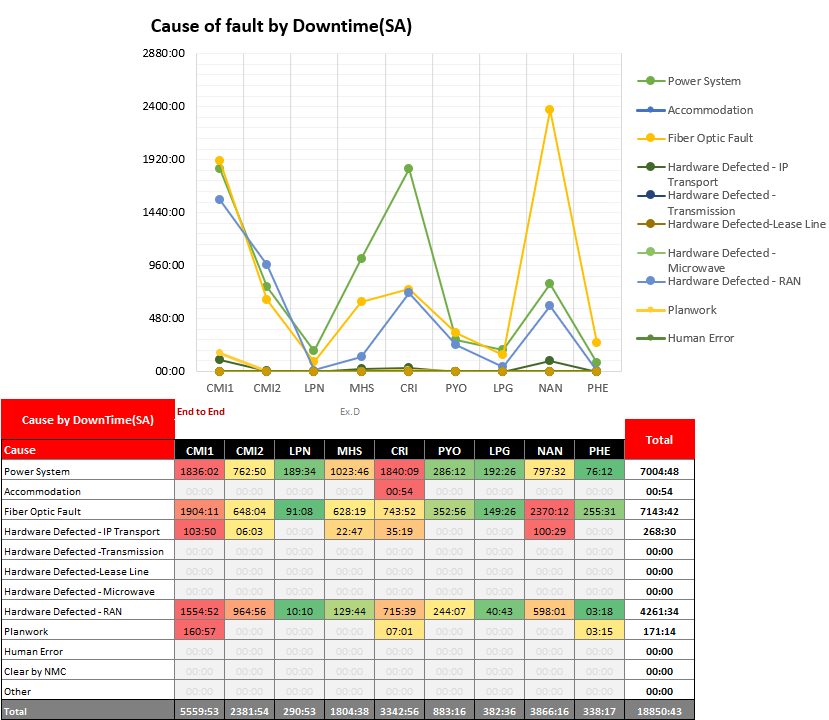 Cause of fault by Downtime(SA)
2880:00
2400:00
1920:00
1440:00
960:00
480:00
00:00
CMI1 CMI2 LPN MHS CRI PYO LPG NAN PHE
Power System
Accommodation
Fiber Optic Fault
Hardware Defected - IP
Transport
Hardware Defected -
Transmission
Hardware Defected-Lease Line
Hardware Defected -
Microwave
Hardware Defected - RAN
Planwork
Human Error
Cause by DownTime(SA) End to End Ex.D
Total
Cause CMI1 CMI2 LPN MHS CRI PYO LPG NAN PHE
Power System 1836:02 762:50 189:34 1023:46 1840:09 286:12 192:26 797:32 76:12 7004:48
Accommodation 00:00 00:00 00:00 00:00 00:54 00:00 00:00 00:00 00:00 00:54
Fiber Optic Fault 1904:11 648:04 91:08 628:19 743:52 352:56 149:26 2370:12 255:31 7143:42
Hardware Defected - IP Transport 103:50 06:03 00:00 22:47 35:19 00:00 00:00 100:29 00:00 268:30
Hardware Defected -Transmission 00:00 00:00 00:00 00:00 00:00 00:00 00:00 00:00 00:00 00:00
Hardware Defected-Lease Line 00:00 00:00 00:00 00:00 00:00 00:00 00:00 00:00 00:00 00:00
Hardware Defected - Microwave 00:00 00:00 00:00 00:00 00:00 00:00 00:00 00:00 00:00 00:00
Hardware Defected - RAN 1554:52 964:56 10:10 129:44 715:39 244:07 40:43 598:01 03:18 4261:34
Planwork 160:57 00:00 00:00 00:00 07:01 00:00 00:00 00:00 03:15 171:14
Human Error 00:00 00:00 00:00 00:00 00:00 00:00 00:00 00:00 00:00 00:00
Clear by NMC 00:00 00:00 00:00 00:00 00:00 00:00 00:00 00:00 00:00 00:00
Other 00:00 00:00 00:00 00:00 00:00 00:00 00:00 00:00 00:00 00:00
Total 5559:53 2381:54 290:53 1804:38 3342:56 883:16 382:36 3866:16 338:17 18850:43